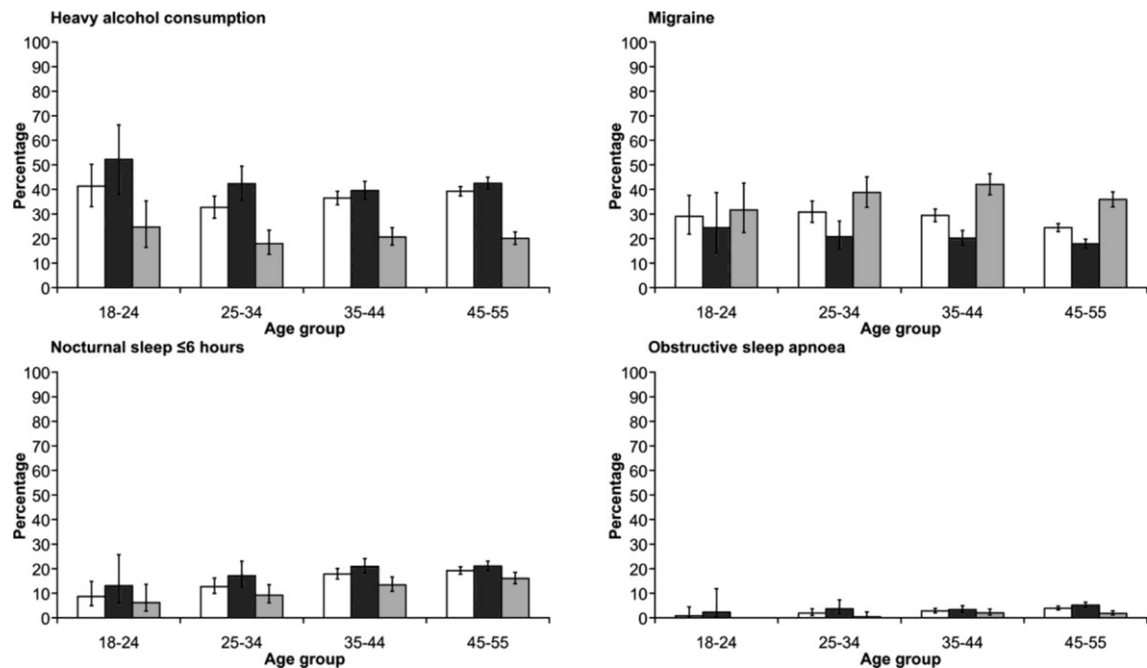 Heavy alcohol consumption
Percentage
100
90
80
70
60
50
40
30
20
10
0
18-24 25-34 35-44 45-55
Age group
Migraine
Percentage
100
90
80
70
60
50
40
30
20
10
0
18-24 25-34 35-44 45-55
Age group
Nocturnal sleep ≤6 hours
Percentage
100
90
80
70
60
50
40
30
20
10
0
18-24 25-34 35-44 45-55
Age group
Obstructive sleep apnoea
Percentage
100
90
80
70
60
50
40
30
20
10
0
18-24 25-34 35-44 45-55
Age group